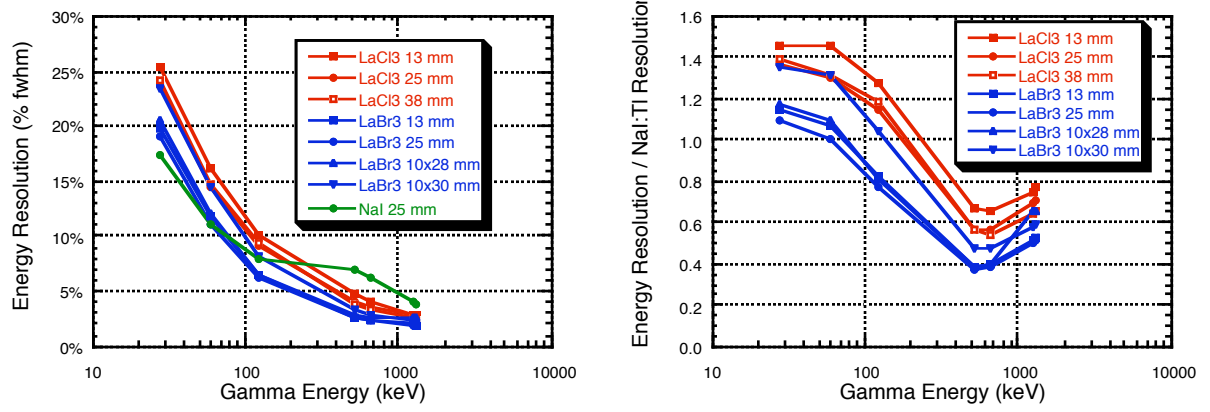 30%
25%
20%
15%
10%
5%
0%
10
100
1000
10000
Energy Resolution (% fwhm)
Gamma Energy (keV)
LaCl3 13 mm
LaCl3 25 mm
LaCl3 38 mm
LaBr3 13 mm
LaBr3 25 mm
LaBr3 10x28 mm
LaBr3 10x30 mm
NaI 25 mm
1.6
1.4
1.2
1.0
0.8
0.6
0.4
0.2
0.0
10
100
1000
10000
Energy Resolution / NaI:Tl Resolution
Gamma Energy (keV)
LaCl3 13 mm
LaCl3 25 mm
LaCl3 38 mm
LaBr3 13 mm
LaBr3 25 mm
LaBr3 10x28 mm
LaBr3 10x30 mm